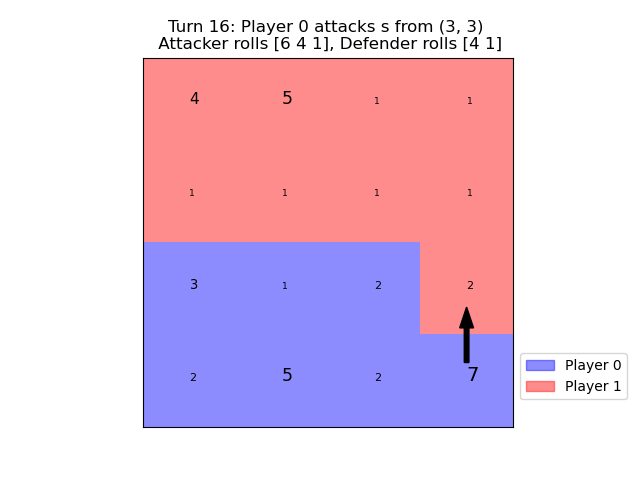 Turn 16: Player 0 attacks s from (3, 3)
Attacker rolls [6 4 1], Defender rolls [4 1]
4 5 1 1
1 1 1 1
3 1 2 2
2 5 2 7
Player 0
Player 1